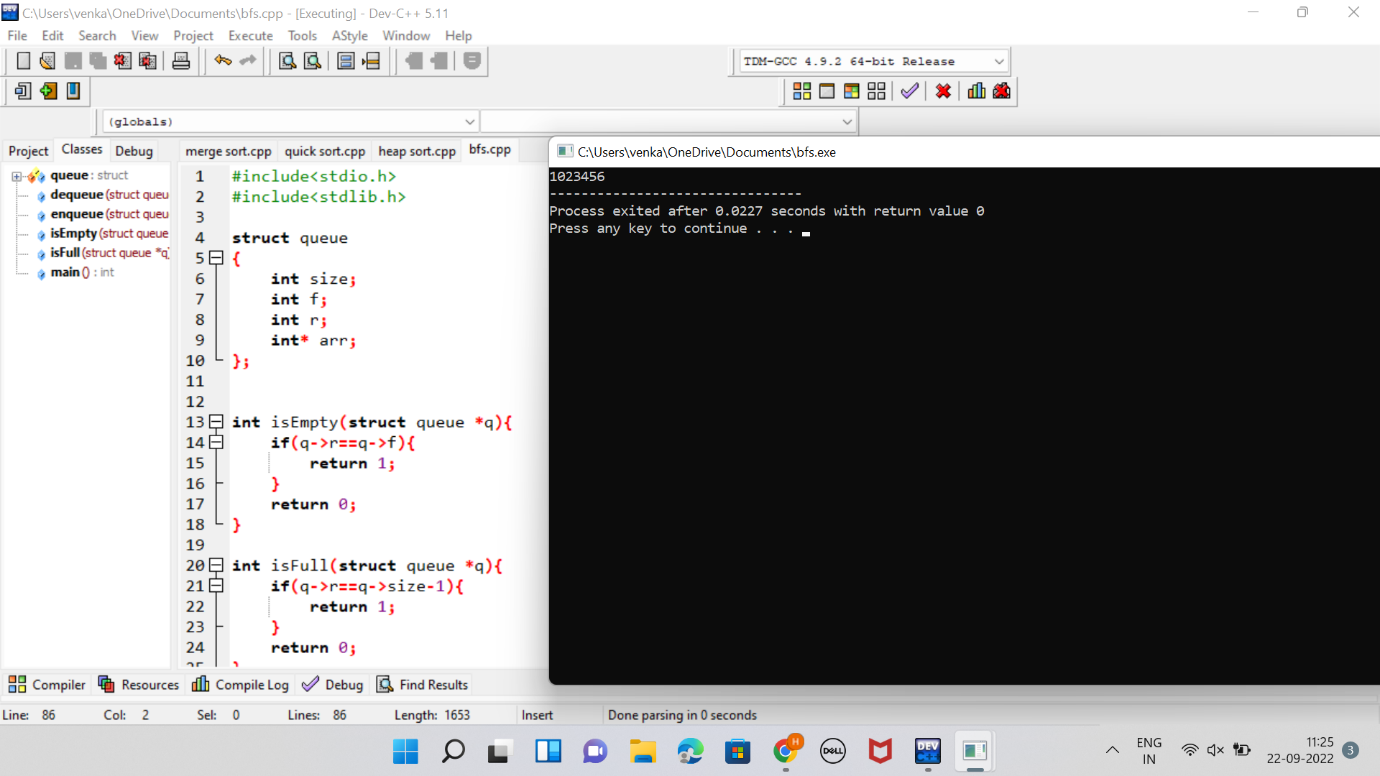 C:\Users\venka\OneDrive\Documents\bfs.cpp - [Executing] - Dev-C++ 5.11
File Edit Search View Project Execute Tools AStyle Window Help
TDM-GCC 4.9.2 64-bit Release
(globals)
Project Classes Debug
queue : struct
dequeue (struct queu
enqueue (struct queu
isEmpty (struct queue
isFull (struct queue *q)
main () : int
merge sort.cpp quick sort.cpp heap sort.cpp bfs.cpp
1 #include<stdio.h>
2 #include<stdlib.h>
3
4 struct queue
5 {
6 int size;
7 int f;
8 int r;
9 int* arr;
10 };
11
12
13 int isEmpty(struct queue *q){
14 if(q->r==q->f){
15 return 1;
16 }
17 return 0;
18 }
19
20 int isFull(struct queue *q){
21 if(q->r==q->size-1){
22 return 1;
23 }
24 return 0;
25 }
C:\Users\venka\OneDrive\Documents\bfs.exe
1023456
--------------------------------
Process exited after 0.0227 seconds with return value 0
Press any key to continue . . .
Compiler Resources Compile Log Debug Find Results
Line: 86 Col: 2 Sel: 0 Lines: 86 Length: 1653 Insert Done parsing in 0 seconds
DELL
DEV
H
ENG
IN
11:25
22-09-2022
3